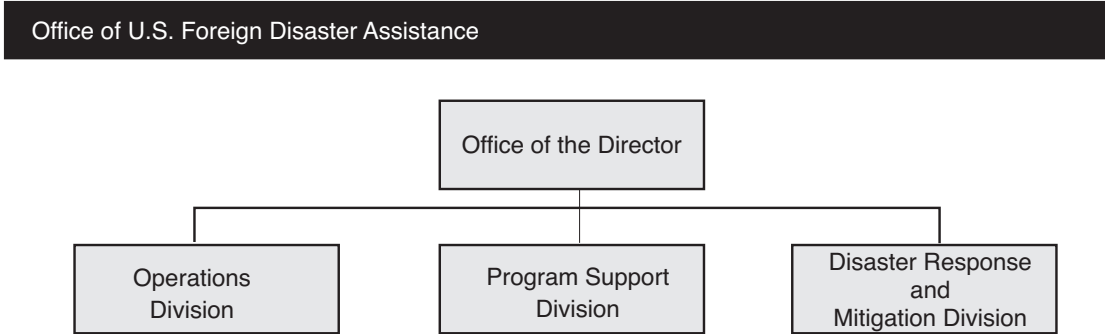 Office of U.S. Foreign Disaster Assistance
Office of the Director
Operations
Division
Program Support
Division
Disaster Response
and
Mitigation Division